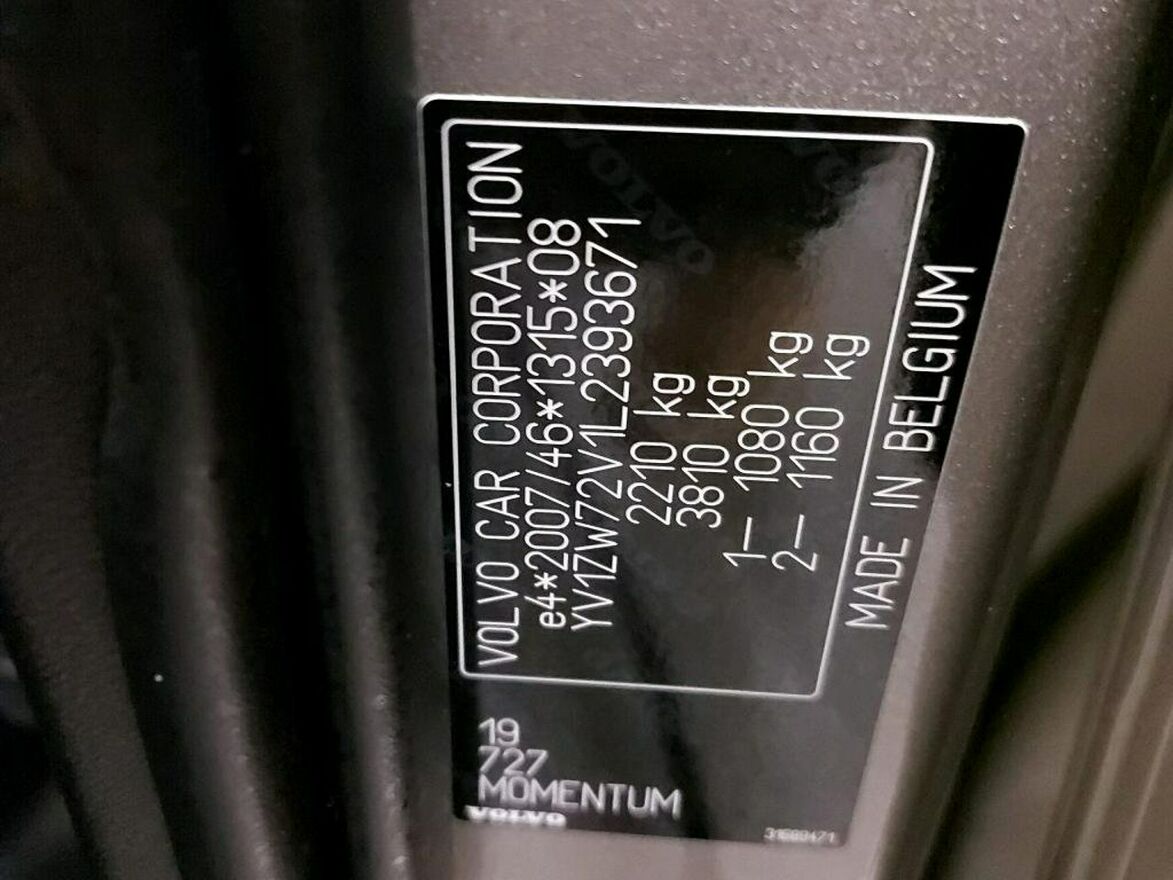 VOLVO CAR CORPORATION
e4*2007/46*1315*08
YV1ZW72V1L2393671
2210 kg
3810 kg
1– 1080 kg
2– 1160 kg
MADE IN BELGIUM
19
727
MOMENTUM
VOLVO